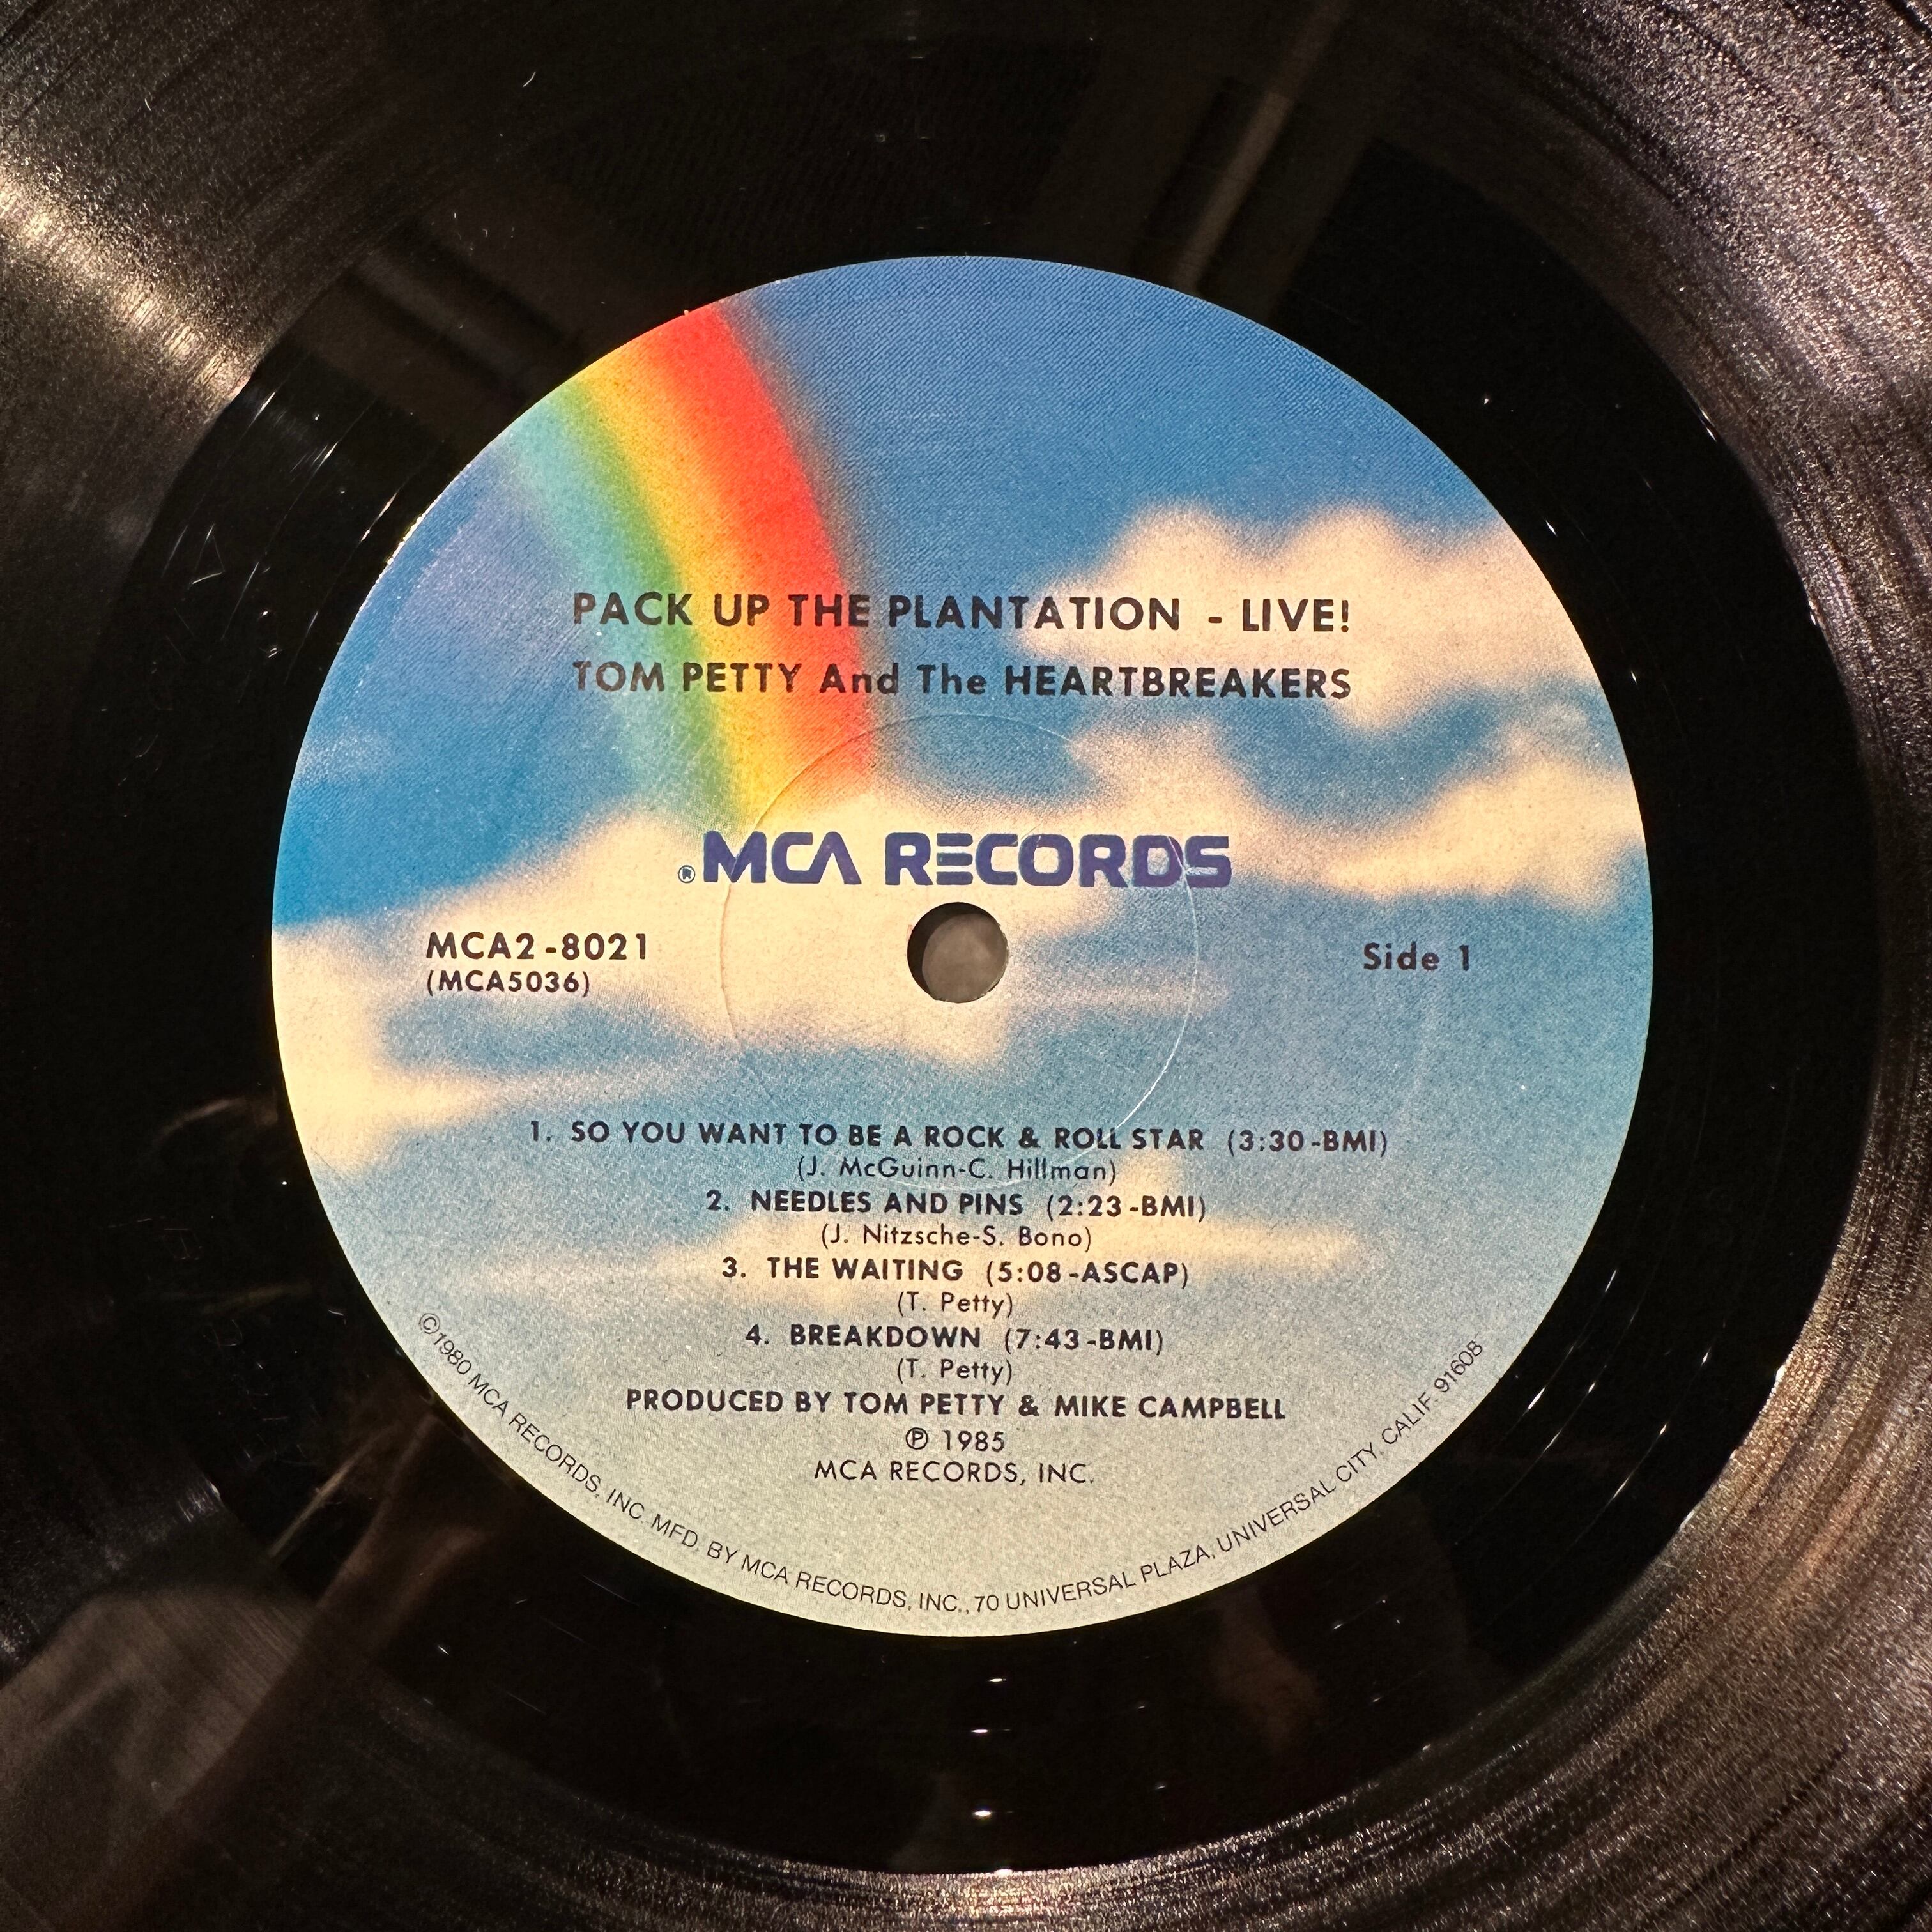 PACK UP THE PLANTATION - LIVE!
TOM PETTY And The HEARTBREAKERS
®MCA RECORDS
MCA2-8021
(MCA5036)
Side 1
1. SO YOU WANT TO BE A ROCK & ROLL STAR (3:30-BMI)
(J. McGuinn-C. Hillman)
2. NEEDLES AND PINS (2:23-BMI)
(J. Nitzsche-S. Bono)
3. THE WAITING (5:08-ASCAP)
(T. Petty)
4. BREAKDOWN (7:43-BMI)
(T. Petty)
PRODUCED BY TOM PETTY & MIKE CAMPBELL
℗ 1985
MCA RECORDS, INC.
©1980 MCA RECORDS, INC. MFD. BY MCA RECORDS, INC., 70 UNIVERSAL PLAZA, UNIVERSAL CITY, CALIF. 91608